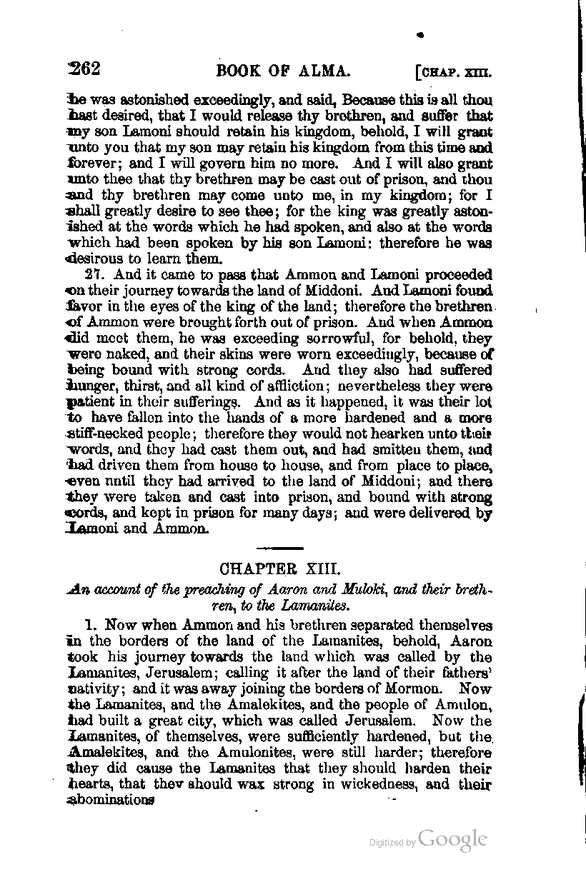 262 BOOK OF ALMA. [CHAP. XIII.
he was astonished exceedingly, and said, Because this is all thou
hast desired, that I would release thy brethren, and suffer that
my son Lamoni should retain his kingdom, behold, I will grant
unto you that my son may retain his kingdom from this time and
forever; and I will govern him no more. And I will also grant
unto thee that thy brethren may be cast out of prison, and thou
and thy brethren may come unto me, in my kingdom; for I
shall greatly desire to see thee; for the king was greatly aston-
ished at the words which he had spoken, and also at the words
which had been spoken by his son Lamoni: therefore he was
desirous to learn them.
27. And it came to pass that Ammon and Lamoni proceeded
on their journey towards the land of Middoni. And Lamoni found
favor in the eyes of the king of the land; therefore the brethren
of Ammon were brought forth out of prison. And when Ammon
did meet them, he was exceeding sorrowful, for behold, they
were naked, and their skins were worn exceedingly, because of
being bound with strong cords. And they also had suffered
hunger, thirst, and all kind of affliction; nevertheless they were
patient in their sufferings. And as it happened, it was their lot
to have fallen into the hands of a more hardened and a more
stiff-necked people; therefore they would not hearken unto their
words, and they had cast them out, and had smitten them, and
had driven them from house to house, and from place to place,
even until they had arrived to the land of Middoni; and there
they were taken and cast into prison, and bound with strong
cords, and kept in prison for many days; and were delivered by
Lamoni and Ammon.
CHAPTER XIII.
An account of the preaching of Aaron and Muloki, and their breth-
ren, to the Lamanites.
1. Now when Ammon and his brethren separated themselves
in the borders of the land of the Lamanites, behold, Aaron
took his journey towards the land which was called by the
Lamanites, Jerusalem; calling it after the land of their fathers'
nativity; and it was away joining the borders of Mormon. Now
the Lamanites, and the Amalekites, and the people of Amulon,
had built a great city, which was called Jerusalem. Now the
Lamanites, of themselves, were sufficiently hardened, but the
Amalekites, and the Amulonites, were still harder; therefore
they did cause the Lamanites that they should harden their
hearts, that they should wax strong in wickedness, and their
abominations
Digitized by Google